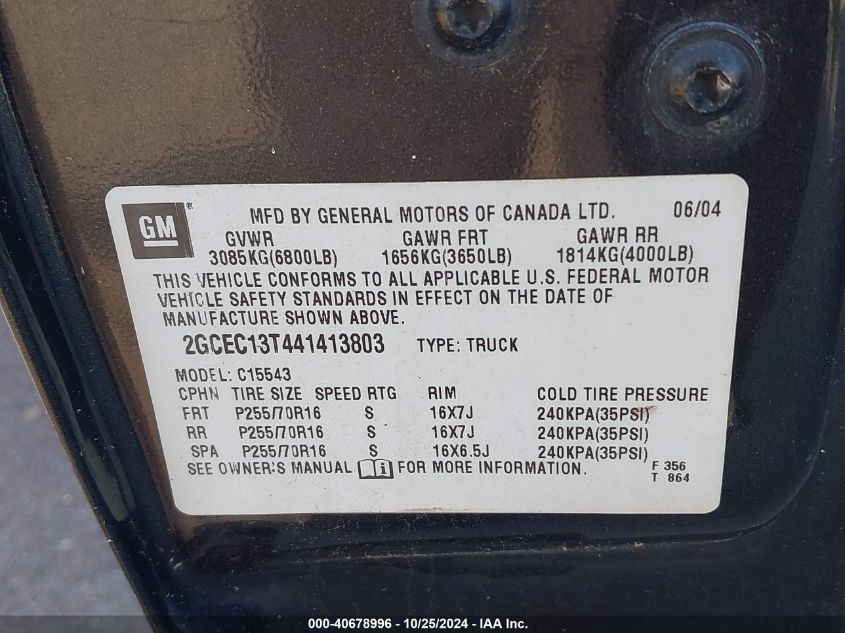 GM ® MFD BY GENERAL MOTORS OF CANADA LTD. 06/04
GVWR GAWR FRT GAWR RR
3085KG(6800LB) 1656KG(3650LB) 1814KG(4000LB)
THIS VEHICLE CONFORMS TO ALL APPLICABLE U.S. FEDERAL MOTOR
VEHICLE SAFETY STANDARDS IN EFFECT ON THE DATE OF
MANUFACTURE SHOWN ABOVE.
2GCEC13T441413803 TYPE: TRUCK
MODEL: C15543
CPHN TIRE SIZE SPEED RTG RIM COLD TIRE PRESSURE
FRT P255/70R16 S 16X7J 240KPA(35PSI)
RR P255/70R16 S 16X7J 240KPA(35PSI)
SPA P255/70R16 S 16X6.5J 240KPA(35PSI)
SEE OWNER'S MANUAL FOR MORE INFORMATION. F 356
T 864
000-40678996 - 10/25/2024 - IAA Inc.